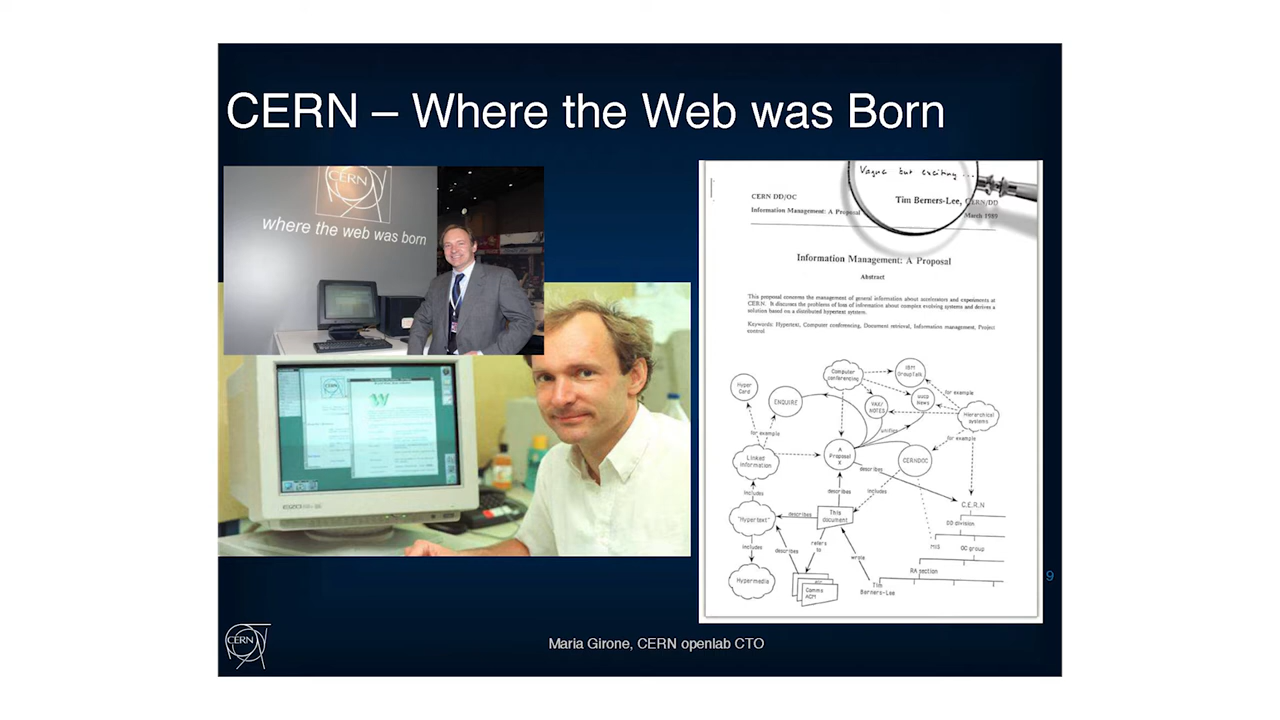 CERN – Where the Web was Born
CERN
where the web was born
Vague but exciting ...
CERN DD/OC
Tim Berners-Lee, CERN/DD
Information Management: A Proposal
March 1989
Information Management: A Proposal
Abstract
This proposal concerns the management of general information about accelerators and experiments at
CERN. It discusses the problems of loss of information about complex evolving systems and derives a
solution based on a distributed hypertext system.
Keywords: Hypertext, Computer conferencing, Document retrieval, Information management, Project
control
Computer
conferencing
IBM
GroupTalk
Hyper
Card
ENQUIRE
VAX/
NOTES
uucp
News
for example
Hierarchical
systems
unifies
for example
for example
A
Proposal
X
CERNDOC
Linked
information
describes
includes
describes
includes
C.E.R.N
"Hypertext"
describes
This
document
DD division
includes
describes
refers
to
wrote
MIS
OC group
RA section
Hypermedia
Comms
ACM
Tim
Berners-Lee
9
CERN
Maria Girone, CERN openlab CTO